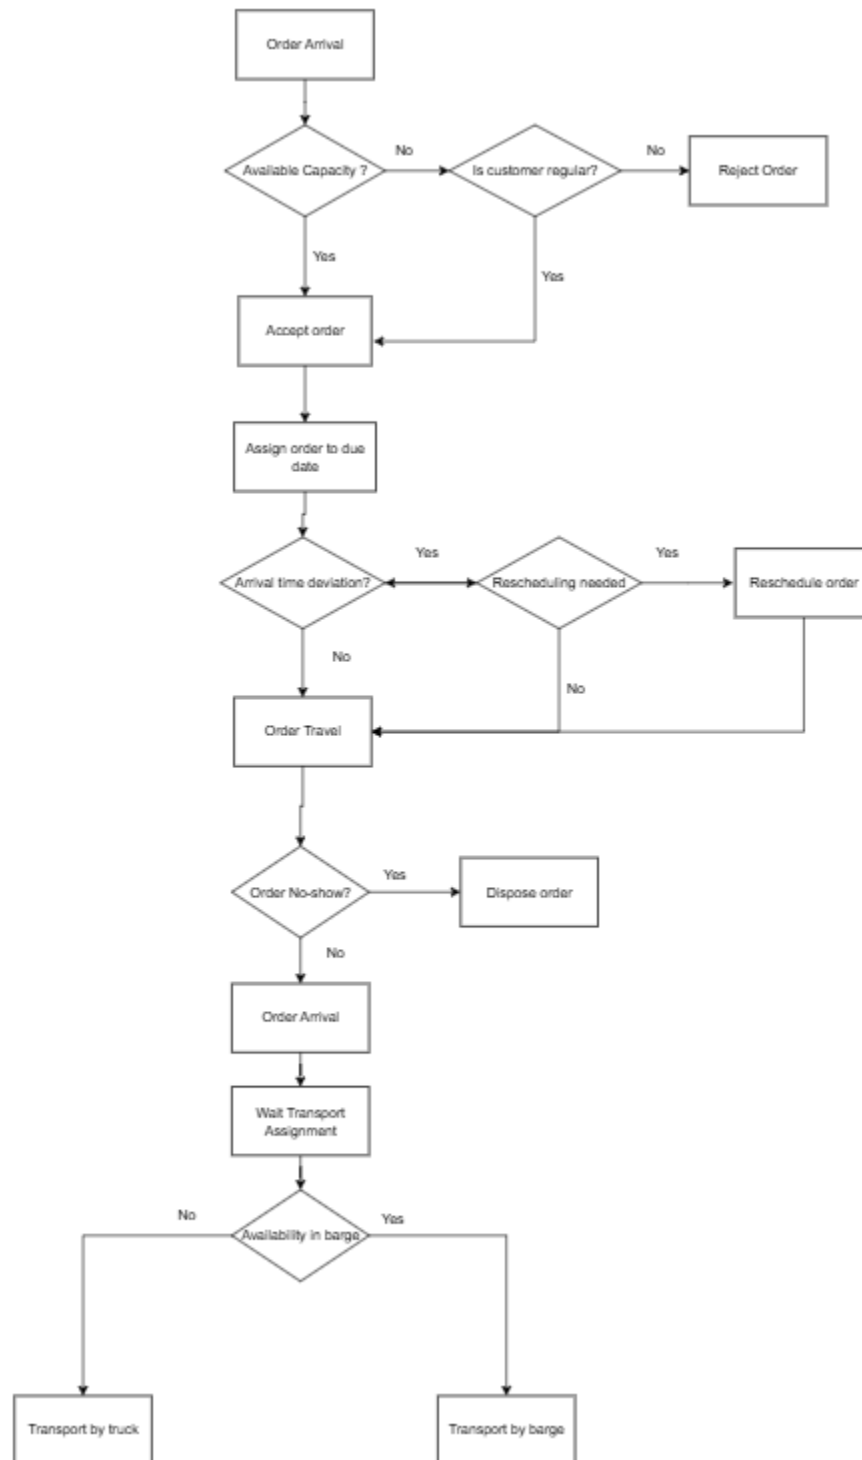 Order Arrival
Available Capacity ?
No
Is customer regular?
No
Reject Order
Yes
Yes
Accept order
Assign order to due
date
Arrival time deviation?
Yes
Rescheduling needed
Yes
Reschedule order
No
No
Order Travel
Order No-show?
Yes
Dispose order
No
Order Arrival
Wait Transport
Assignment
No
Availability in barge
Yes
Transport by truck
Transport by barge